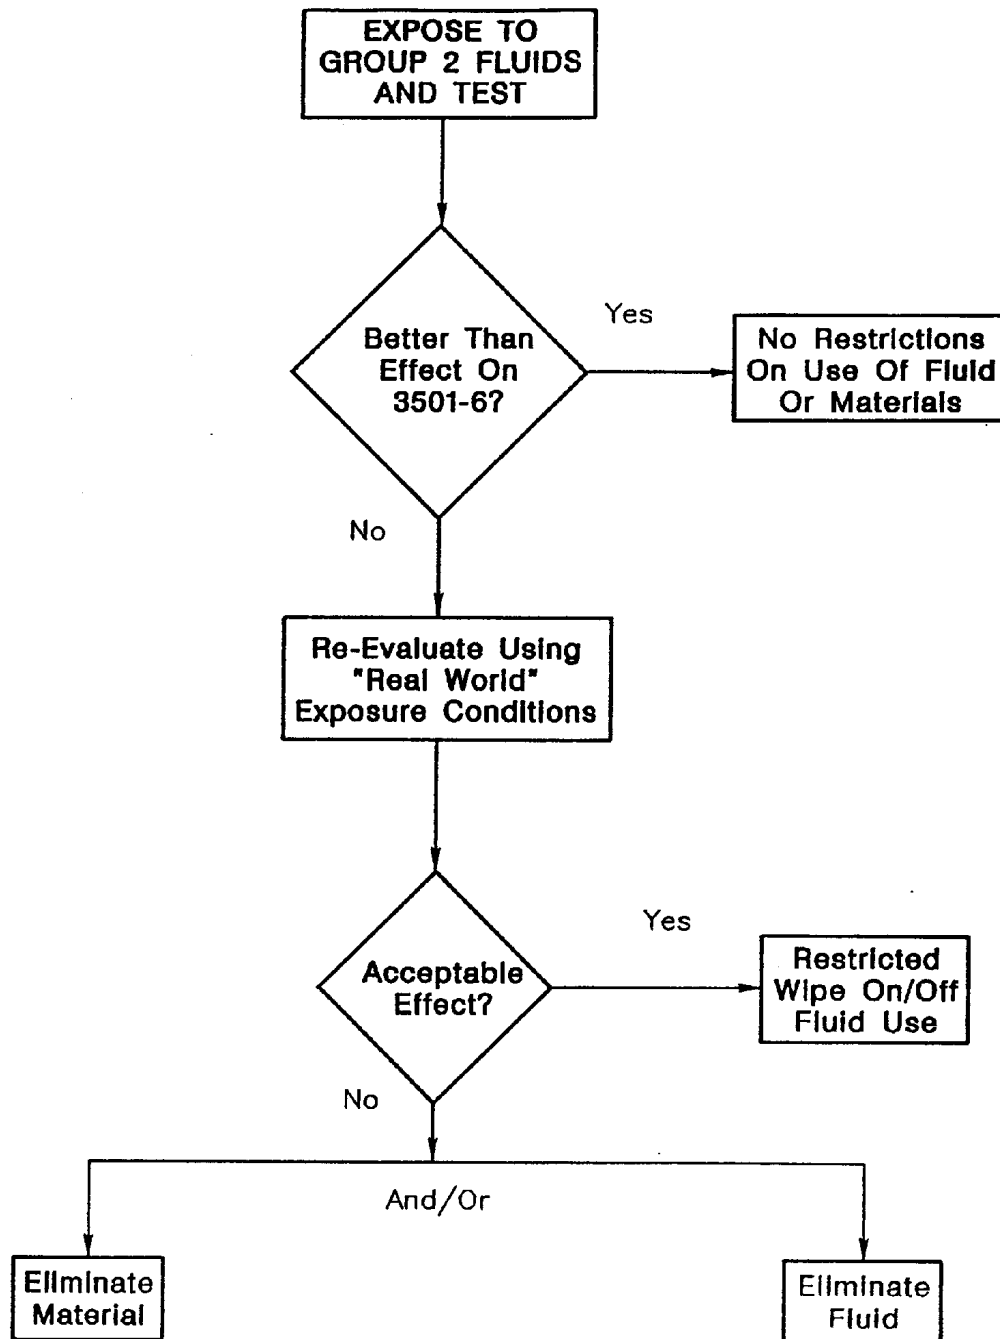 EXPOSE TO
GROUP 2 FLUIDS
AND TEST
Better Than
Effect On
3501-6?
Yes
No Restrictions
On Use Of Fluid
Or Materials
No
Re-Evaluate Using
"Real World"
Exposure Conditions
Acceptable
Effect?
Yes
Restricted
Wipe On/Off
Fluid Use
No
And/Or
Eliminate
Material
Eliminate
Fluid